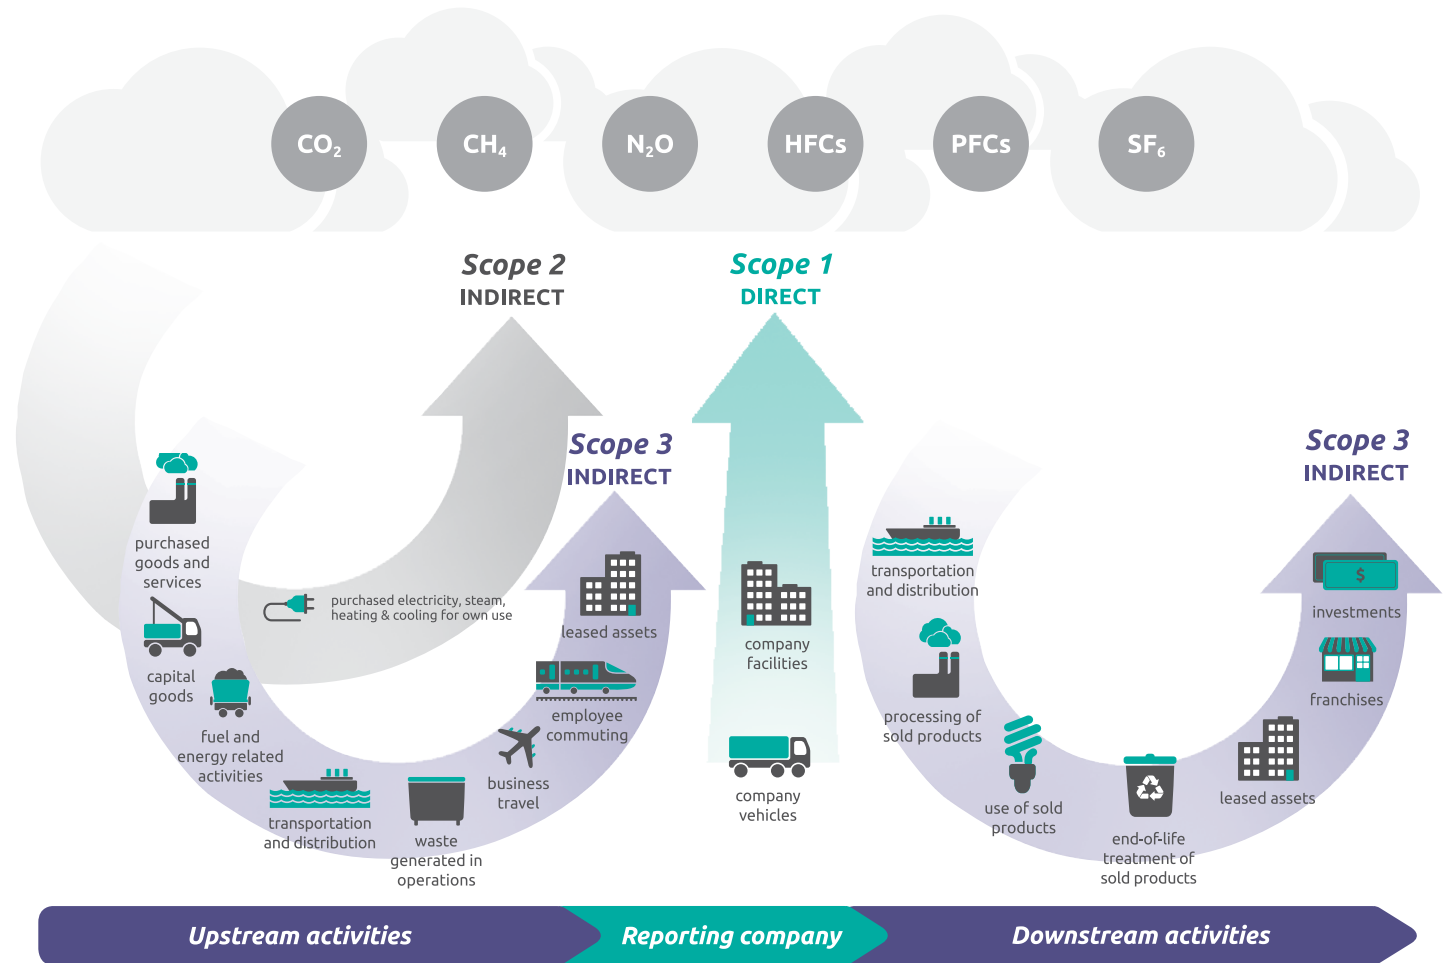 CO₂
CH₄
N₂O
HFCs
PFCs
SF₆
Scope 2
INDIRECT
Scope 1
DIRECT
Scope 3
INDIRECT
Scope 3
INDIRECT
purchased
goods and
services
capital
goods
fuel and
energy related
activities
transportation
and distribution
waste
generated in
operations
business
travel
employee
commuting
leased assets
purchased electricity, steam,
heating & cooling for own use
company
facilities
company
vehicles
transportation
and distribution
processing of
sold products
use of sold
products
end-of-life
treatment of
sold products
leased assets
franchises
$
investments
Upstream activities
Reporting company
Downstream activities